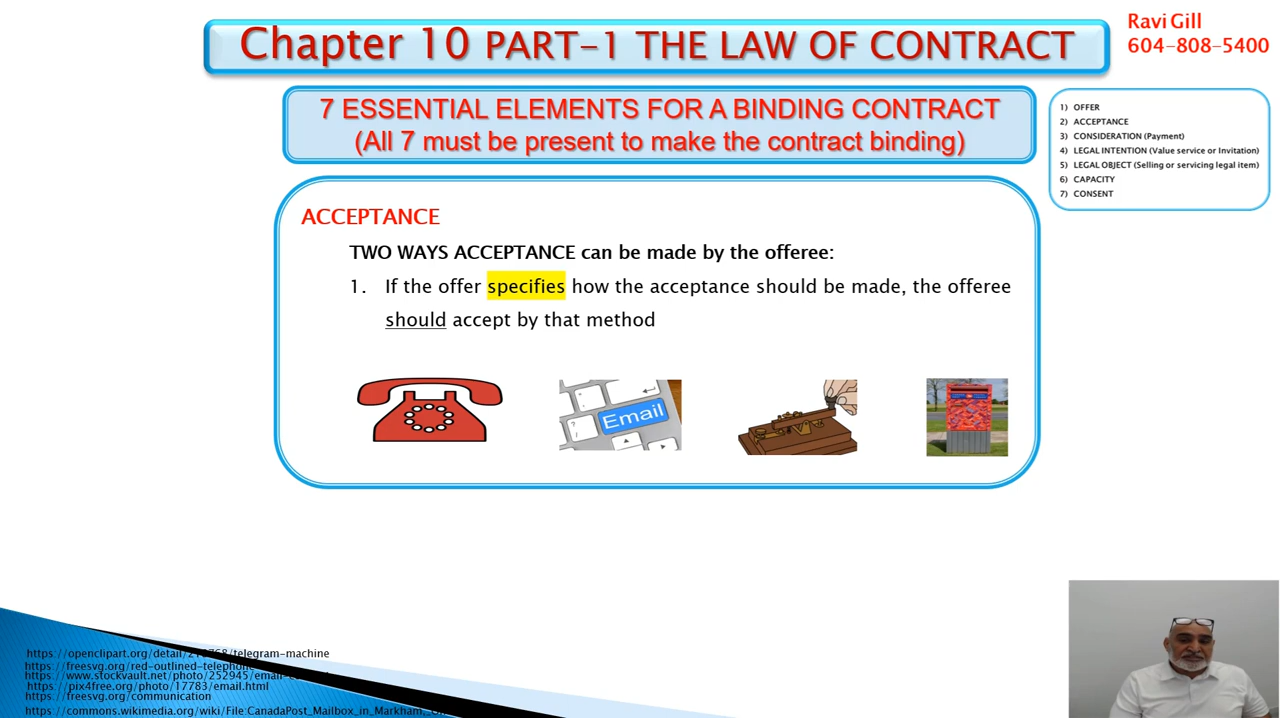 Chapter 10 PART-1 THE LAW OF CONTRACT
Ravi Gill
604-808-5400
7 ESSENTIAL ELEMENTS FOR A BINDING CONTRACT
(All 7 must be present to make the contract binding)
1) OFFER
2) ACCEPTANCE
3) CONSIDERATION (Payment)
4) LEGAL INTENTION (Value service or Invitation)
5) LEGAL OBJECT (Selling or servicing legal item)
6) CAPACITY
7) CONSENT
ACCEPTANCE
TWO WAYS ACCEPTANCE can be made by the offeree:
1. If the offer specifies how the acceptance should be made, the offeree
should accept by that method
Email
https://openclipart.org/detail/
/telegram-machine
https://freesvg.org/red-outlined-telephone
https://www.stockvault.net/photo/252945/email-
https://pix4free.org/photo/17783/email.html
https://freesvg.org/communication
https://commons.wikimedia.org/wiki/File:CanadaPost_Mailbox_in_Markham,